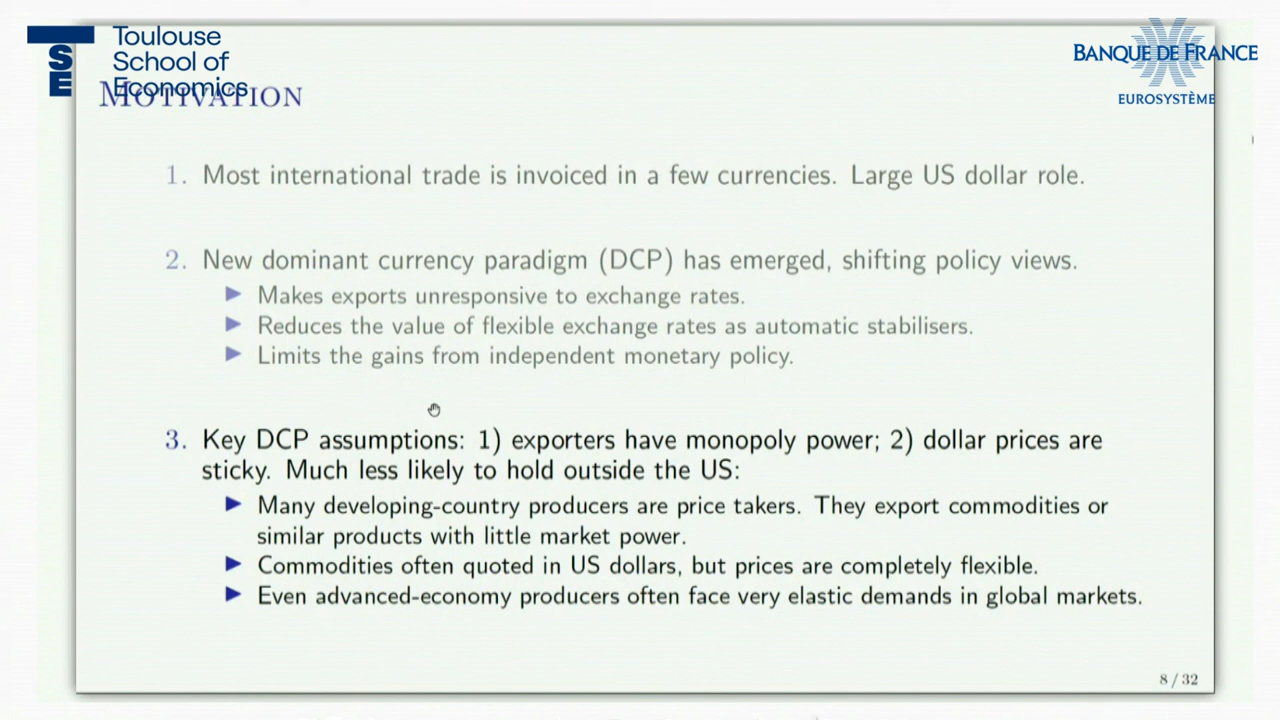 Toulouse
School of
Economics
TSE
BANQUE DE FRANCE
EUROSYSTÈME
MOTIVATION
1. Most international trade is invoiced in a few currencies. Large US dollar role.
2. New dominant currency paradigm (DCP) has emerged, shifting policy views.
Makes exports unresponsive to exchange rates.
Reduces the value of flexible exchange rates as automatic stabilisers.
Limits the gains from independent monetary policy.
3. Key DCP assumptions: 1) exporters have monopoly power; 2) dollar prices are
sticky. Much less likely to hold outside the US:
Many developing-country producers are price takers. They export commodities or
similar products with little market power.
Commodities often quoted in US dollars, but prices are completely flexible.
Even advanced-economy producers often face very elastic demands in global markets.
8 / 32